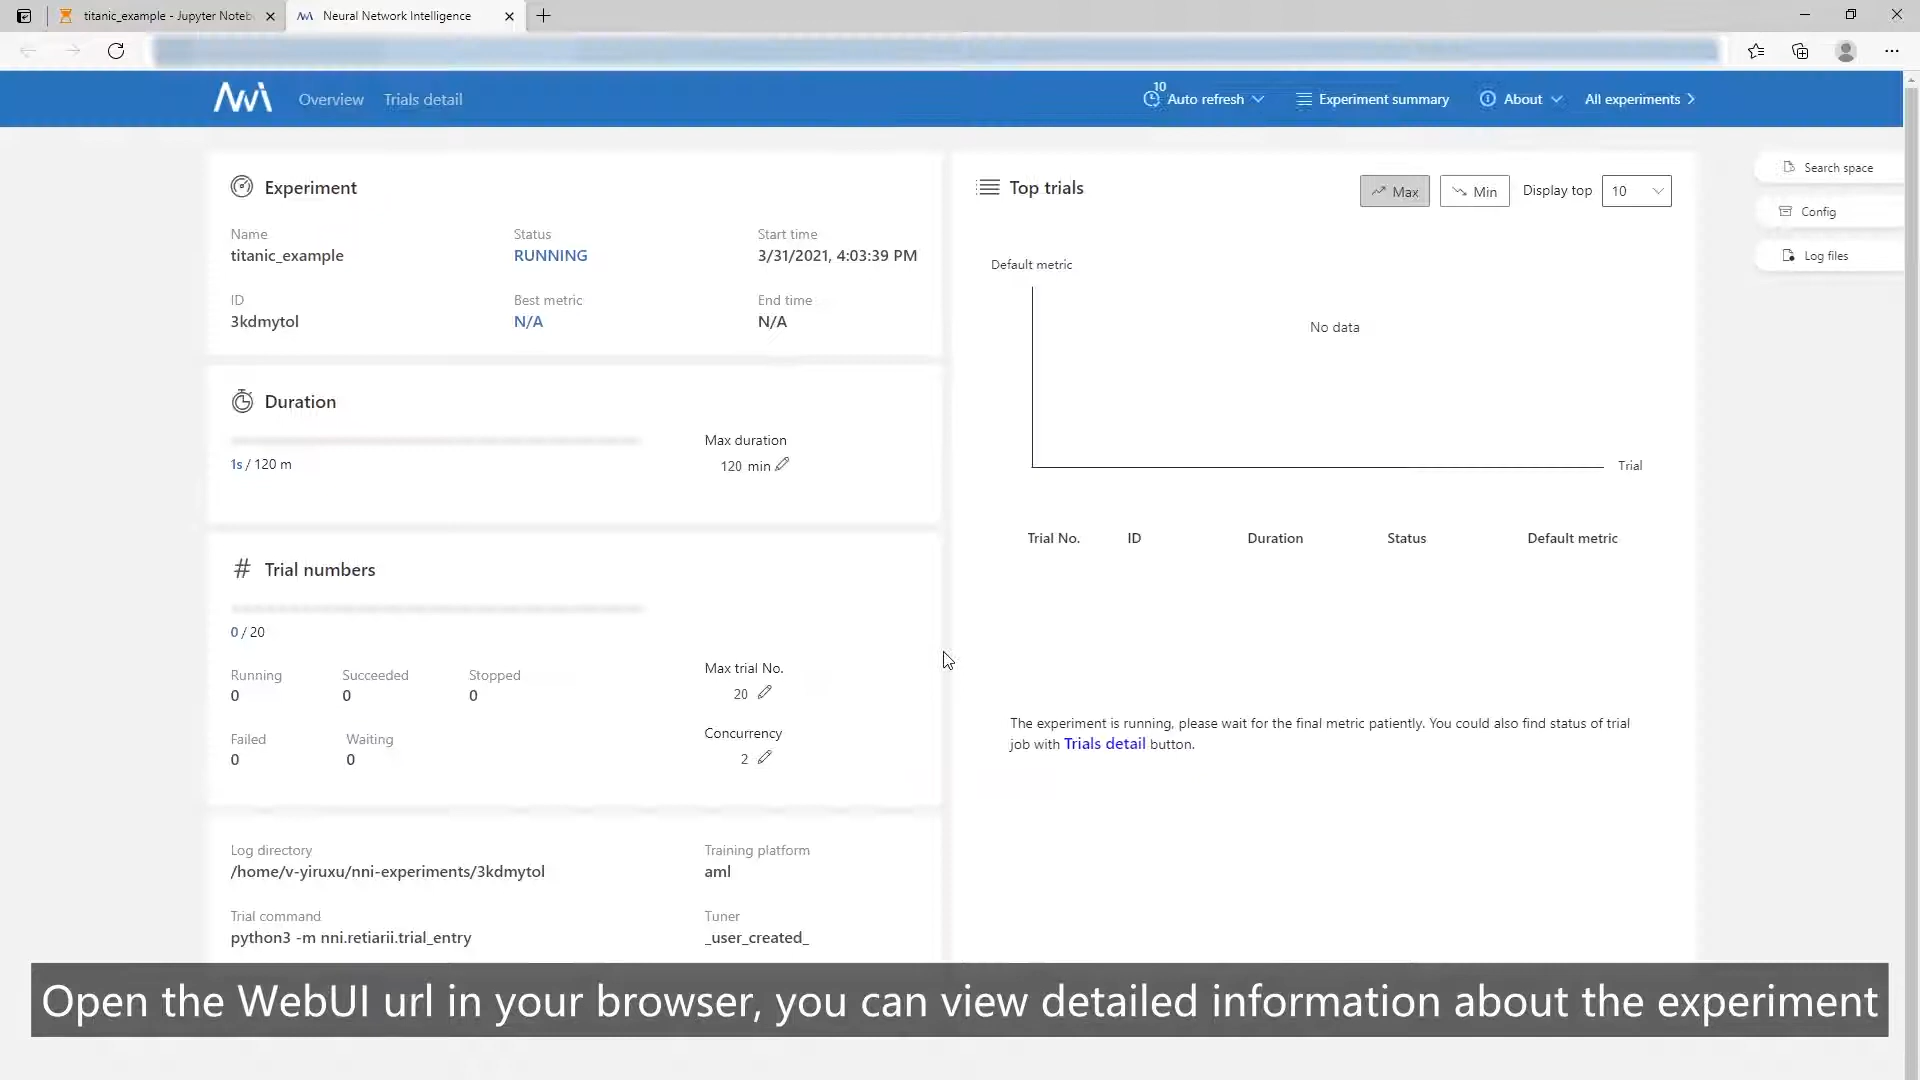 titanic_example - Jupyter Noteb
Neural Network Intelligence
NNI
Overview
Trials detail
10
Auto refresh
Experiment summary
About
All experiments
Experiment
Name
titanic_example
Status
RUNNING
Start time
3/31/2021, 4:03:39 PM
ID
3kdmytol
Best metric
N/A
End time
N/A
Duration
1s / 120 m
Max duration
120 min
# Trial numbers
0 / 20
Running
0
Succeeded
0
Stopped
0
Failed
0
Waiting
0
Max trial No.
20
Concurrency
2
Log directory
/home/v-yiruxu/nni-experiments/3kdmytol
Training platform
aml
Trial command
python3 -m nni.retiarii.trial_entry
Tuner
_user_created_
Top trials
Max
Min
Display top
10
Default metric
No data
Trial
Trial No. ID Duration Status Default metric
The experiment is running, please wait for the final metric patiently. You could also find status of trial
job with Trials detail button.
Search space
Config
Log files
Open the WebUI url in your browser, you can view detailed information about the experiment